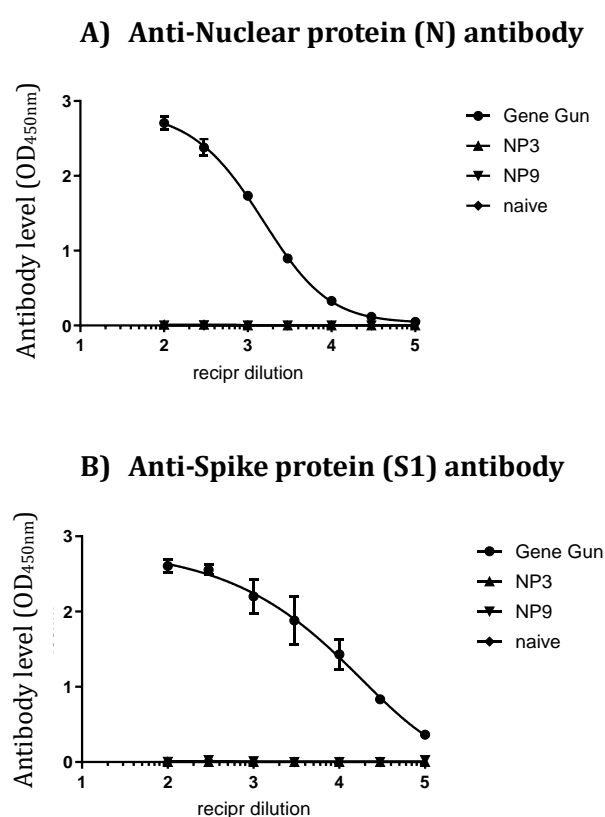 A) Anti-Nuclear protein (N) antibody
Antibody level (OD450nm)
3
2
1
0
1 2 3 4 5
recipr dilution
Gene Gun
NP3
NP9
naive
B) Anti-Spike protein (S1) antibody
Antibody level (OD450nm)
3
2
1
0
1 2 3 4 5
recipr dilution
Gene Gun
NP3
NP9
naive